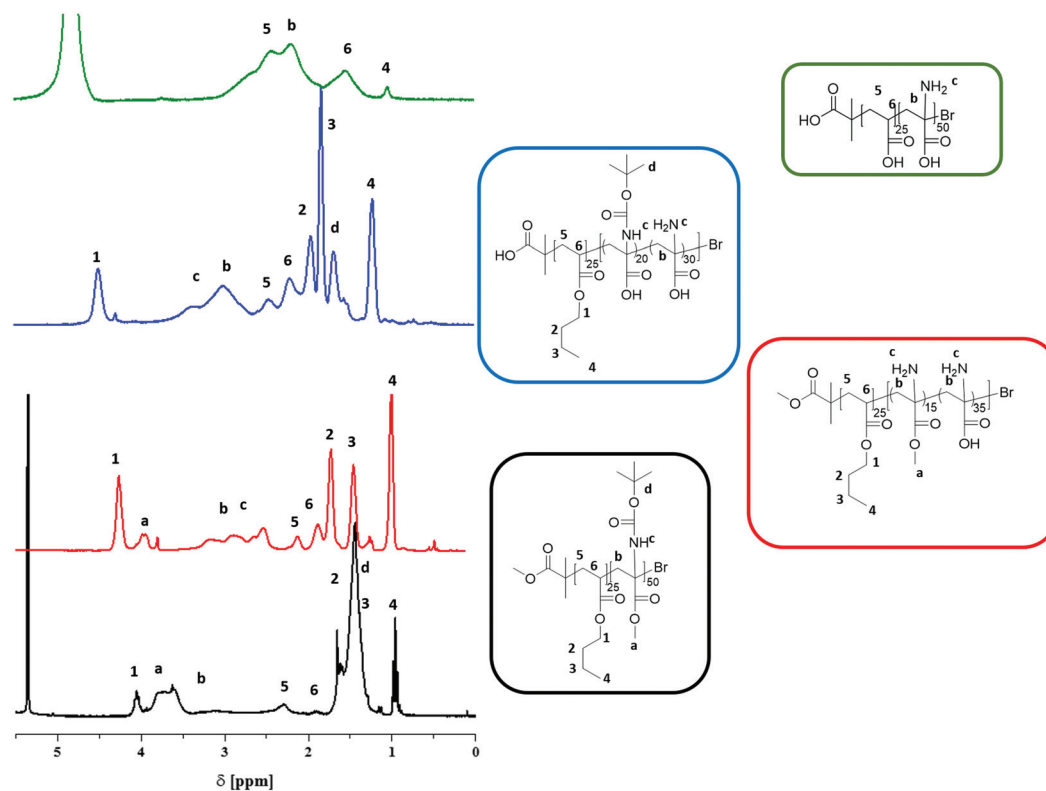 5 b 6 4
3
1 c b 5 6 2 d 4
4
1 a b c 5 6 2 3
d
2 3 4
1 a b 5 6
5 4 3 2 1 0
δ [ppm]
NH₂ c
5 b
O 6 Br
HO 25 50
O O
OH OH
d
O
O c c
NH H₂N
O 5 6 b Br
HO 25 20 30
O O O
O OH OH
1
2
3
4
c c
H₂N H₂N
O 5 6 b b Br
O 25 15 35
O O O
O O OH
1 a
2
3
4
d
O
O
NH c
O 5 6 b Br
O 25 50
O O
O O
1 a
2
3
4